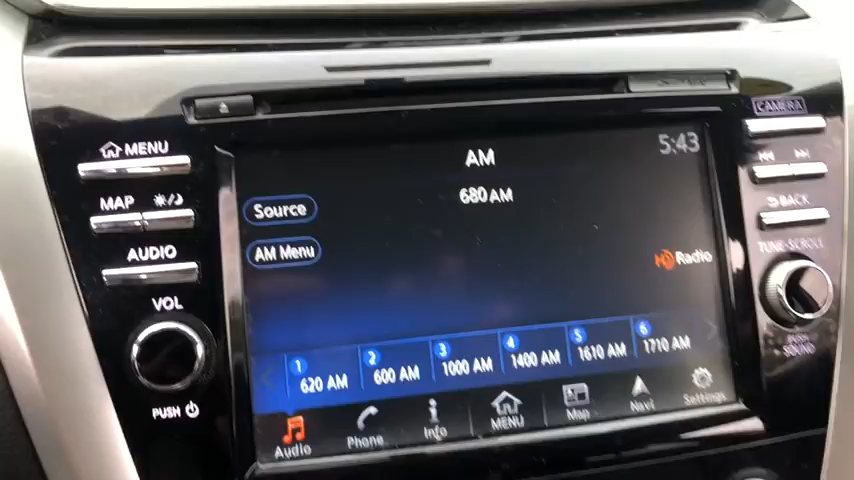 CAMERA
MENU
AM
5:43
680 AM
MAP
Source
BACK
AUDIO
AM Menu
TUNE·SCROLL
HD Radio
VOL
1 620 AM
2 600 AM
3 1000 AM
4 1400 AM
5 1610 AM
6 1710 AM
PUSH
PUSH SOUND
Audio
Phone
Info
MENU
Map
Navi
Settings